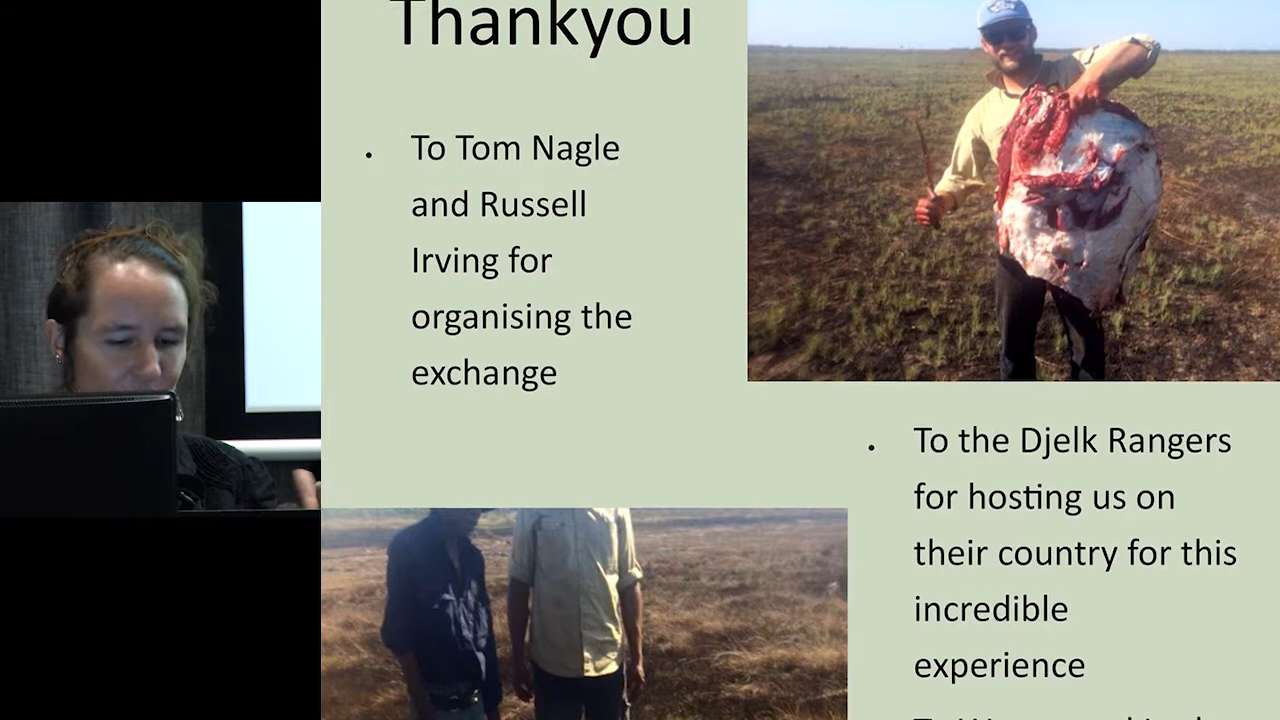 Thankyou
• To Tom Nagle
and Russell
Irving for
organising the
exchange
• To the Djelk Rangers
for hosting us on
their country for this
incredible
experience